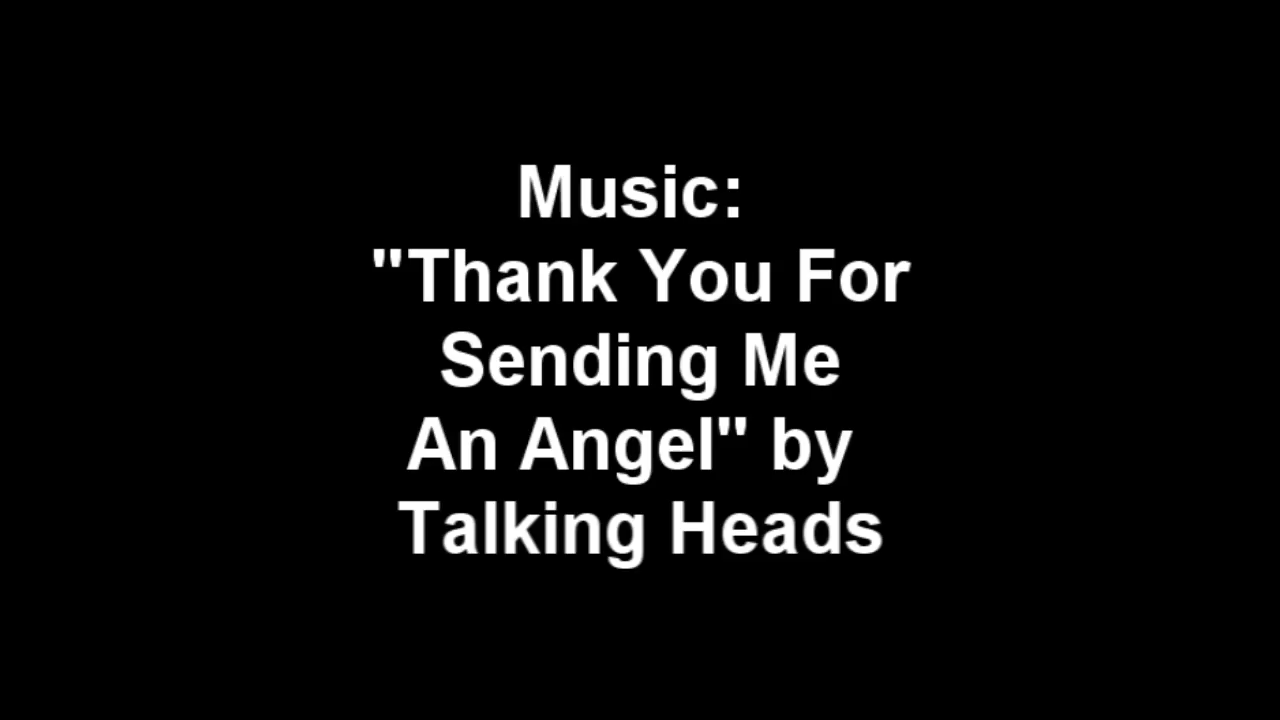 Music:
"Thank You For
Sending Me
An Angel" by
Talking Heads